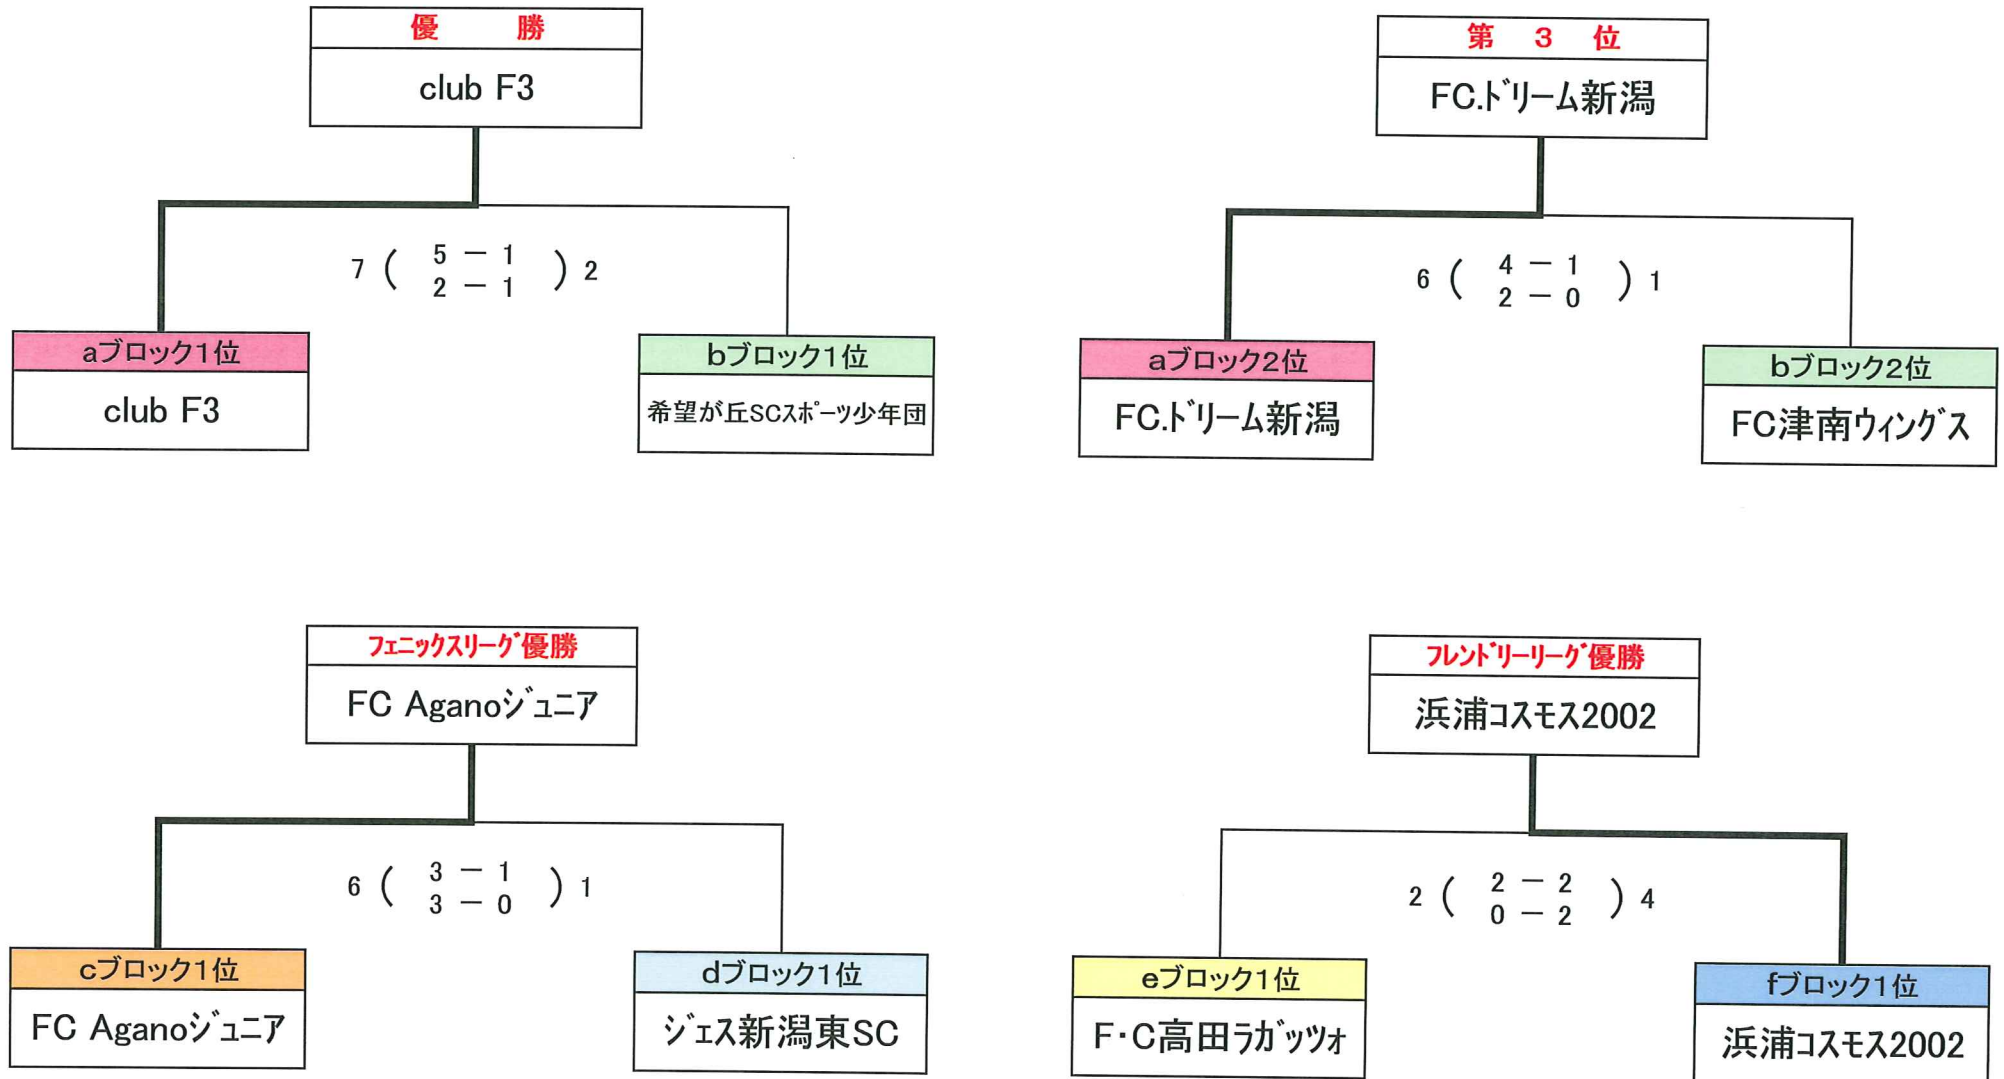 優 勝
club F3
7 ( 5 － 1 ) 2
2 － 1
aブロック1位
club F3
bブロック1位
希望が丘SCｽﾎﾟｰﾂ少年団
第 3 位
FC.ﾄﾞﾘｰﾑ新潟
6 ( 4 － 1 ) 1
2 － 0
aブロック2位
FC.ﾄﾞﾘｰﾑ新潟
bブロック2位
FC津南ｳｨﾝｸﾞｽ
ﾌｪﾆｯｸｽﾘｰｸﾞ優勝
FC Aganoｼﾞｭﾆｱ
6 ( 3 － 1 ) 1
3 － 0
cブロック1位
FC Aganoｼﾞｭﾆｱ
dブロック1位
ｼﾞｪｽ新潟東SC
ﾌﾚﾝﾄﾞﾘｰﾘｰｸﾞ優勝
浜浦ｺｽﾓｽ2002
2 ( 2 － 2 ) 4
0 － 2
eブロック1位
F・C高田ﾗｶﾞｯﾂｫ
fブロック1位
浜浦ｺｽﾓｽ2002